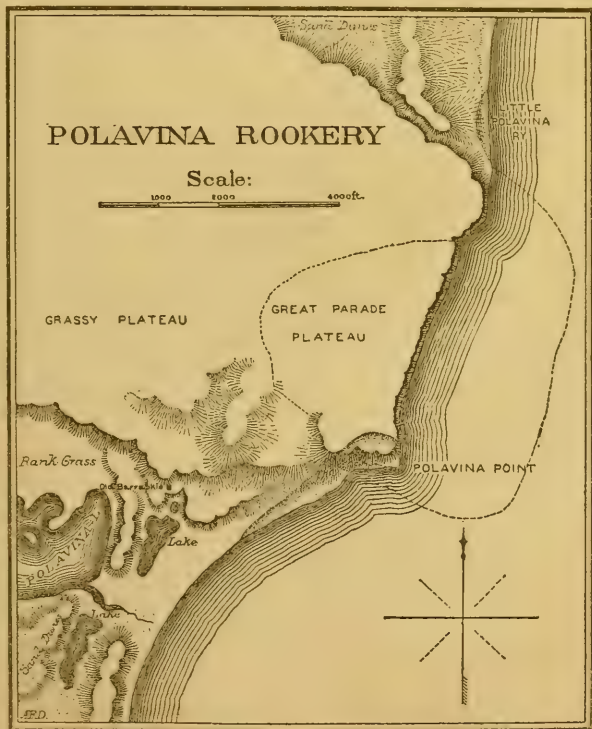 Sand Dunes
LITTLE
POLAVINA
RY.
POLAVINA ROOKERY
Scale:
1000 2000 4000ft.
GREAT PARADE
PLATEAU
GRASSY PLATEAU
Rank Grass
POLAVINA POINT
Old Barrabkie
Lake
POLAVINA
Lake
Sand Dunes